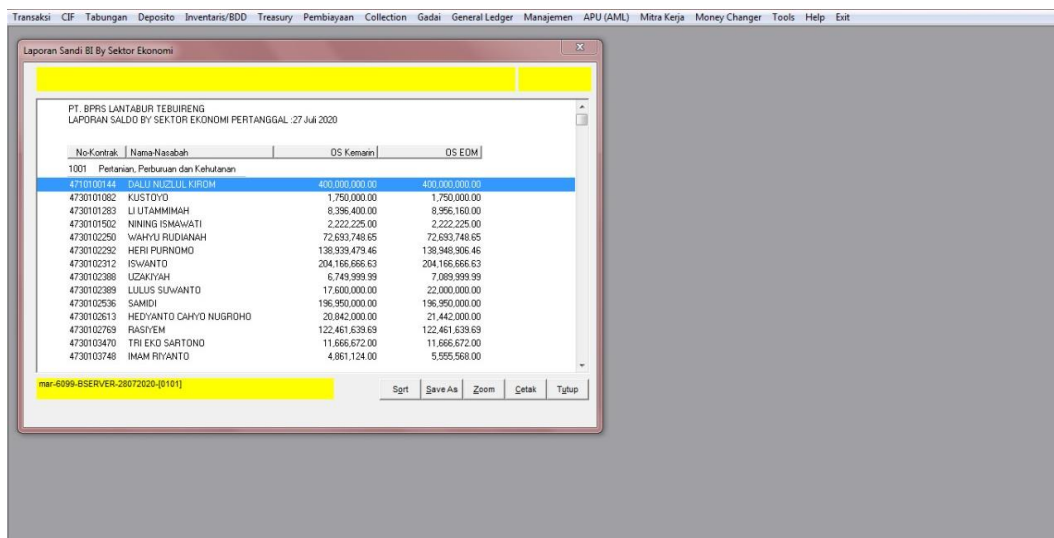 Transaksi CIF Tabungan Deposito Inventaris/BDD Treasury Pembiayaan Collection Gadai General Ledger Manajemen APU (AML) Mitra Kerja Money Changer Tools Help Exit
Laporan Sandi BI By Sektor Ekonomi
PT. BPRS LANTABUR TEBUIRENG
LAPORAN SALDO BY SEKTOR EKONOMI PERTANGGAL :27 Juli 2020
No-Kontrak Nama-Nasabah OS Kemarin OS EOM
1001 Pertanian, Perburuan dan Kehutanan
4710100144 DALU NUZLUL KIROM 400,000,000.00 400,000,000.00
4730101082 KUSTOYO 1,750,000.00 1,750,000.00
4730101283 LI UTAMMIMAH 8,396,400.00 8,956,160.00
4730101502 NINING ISMAWATI 2,222,225.00 2,222,225.00
4730102250 WAHYU RUDIANAH 72,693,748.65 72,693,748.65
4730102292 HERI PURNOMO 138,939,479.46 138,948,906.46
4730102312 ISWANTO 204,166,666.63 204,166,666.63
4730102388 UZAKIYAH 6,749,999.99 7,089,999.99
4730102389 LULUS SUWANTO 17,600,000.00 22,000,000.00
4730102536 SAMIDI 196,950,000.00 196,950,000.00
4730102613 HEDYANTO CAHYO NUGROHO 20,842,000.00 21,442,000.00
4730102769 RASIYEM 122,461,639.69 122,461,639.69
4730103470 TRI EKO SARTONO 11,666,672.00 11,666,672.00
4730103748 IMAM RIYANTO 4,861,124.00 5,555,568.00
mar-6099-BSERVER-28072020-[0101]
Sort Save As Zoom Cetak Tutup